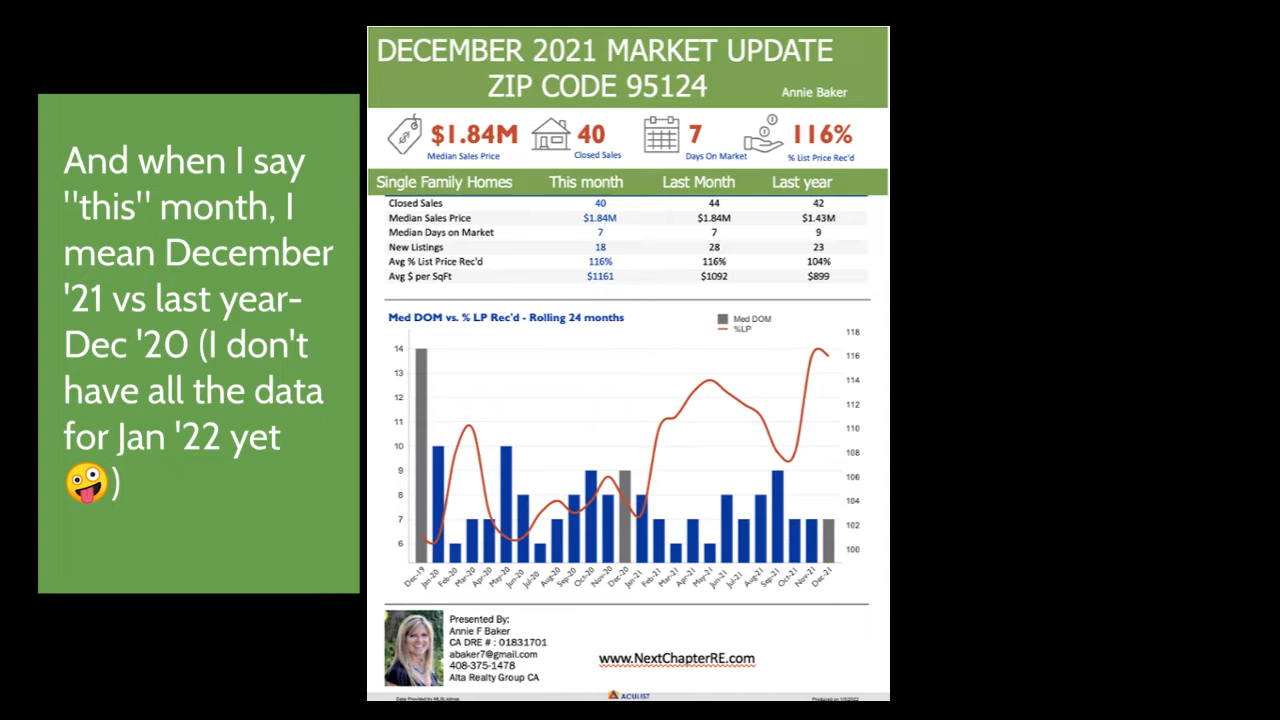 And when I say
"this" month, I
mean December
'21 vs last year-
Dec '20 (I don't
have all the data
for Jan '22 yet
🤪)
DECEMBER 2021 MARKET UPDATE
ZIP CODE 95124
Annie Baker
$1.84M 40 7 116%
Median Sales Price Closed Sales Days On Market % List Price Rec'd
Single Family Homes This month Last Month Last year
Closed Sales 40 44 42
Median Sales Price $1.84M $1.84M $1.43M
Median Days on Market 7 7 9
New Listings 18 28 23
Avg % List Price Rec'd 116% 116% 104%
Avg $ per SqFt $1161 $1092 $899
Med DOM vs. % LP Rec'd - Rolling 24 months
Med DOM
%LP
14
13
12
11
10
9
8
7
6
118
116
114
112
110
108
106
104
102
100
Dec-19 Jan-20 Feb-20 Mar-20 Apr-20 May-20 Jun-20 Jul-20 Aug-20 Sep-20 Oct-20 Nov-20 Dec-20 Jan-21 Feb-21 Mar-21 Apr-21 May-21 Jun-21 Jul-21 Aug-21 Sep-21 Oct-21 Nov-21 Dec-21
Presented By:
Annie F Baker
CA DRE # : 01831701
abaker7@gmail.com
408-375-1478
Alta Realty Group CA
www.NextChapterRE.com
Data Provided by MLSListings
ACULIST
Produced on 1/5/2022